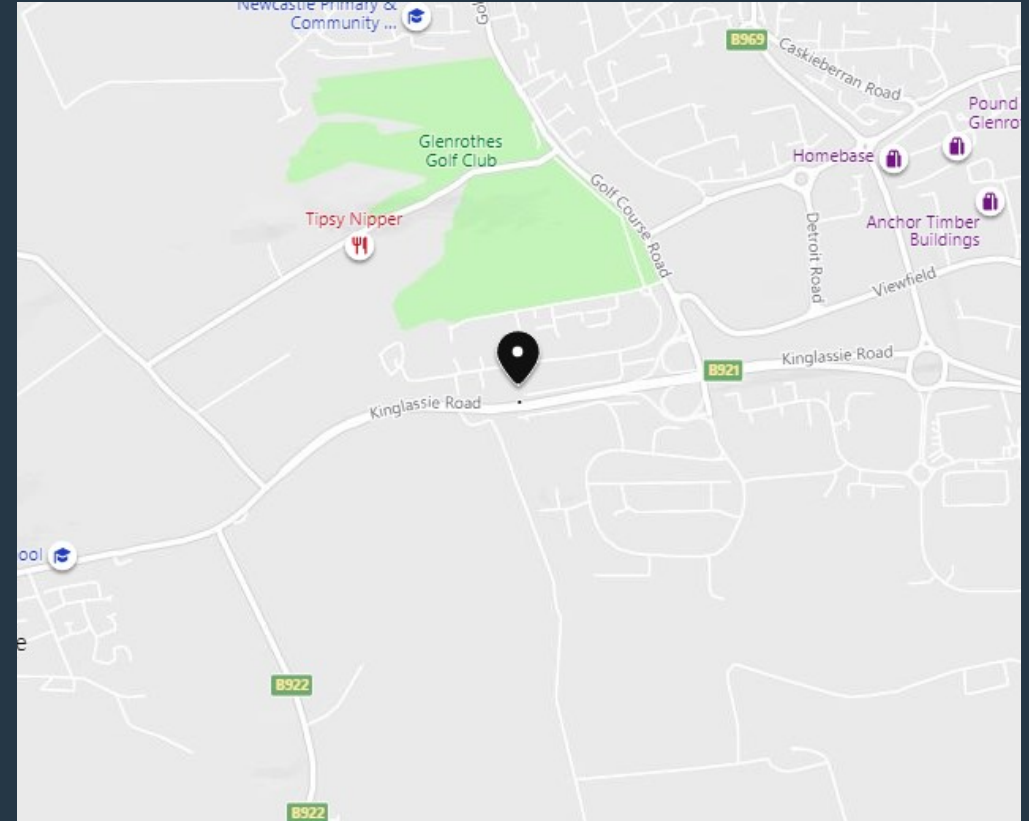 Newcastle Primary &
Community ...
Golf
B969
Caskieberran Road
Pound
Glenro
Homebase
Glenrothes
Golf Club
Golf Course Road
Tipsy Nipper
Anchor Timber
Buildings
Detroit Road
Viewfield
Kinglassie Road
B921
Kinglassie Road
ool
e
B922
B922